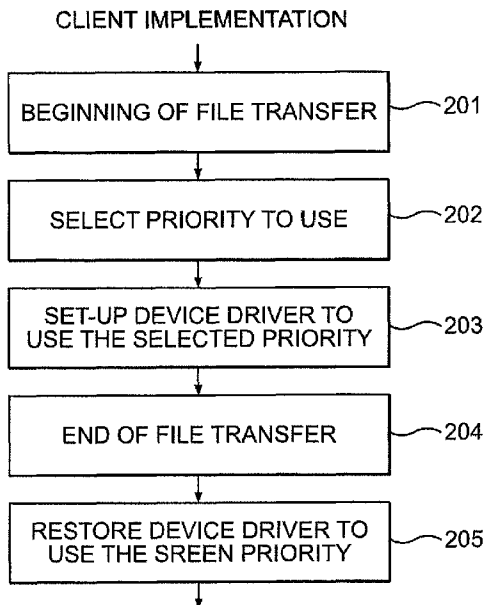 CLIENT IMPLEMENTATION
BEGINNING OF FILE TRANSFER
201
SELECT PRIORITY TO USE
202
SET-UP DEVICE DRIVER TO
USE THE SELECTED PRIORITY
203
END OF FILE TRANSFER
204
RESTORE DEVICE DRIVER TO
USE THE SREEN PRIORITY
205